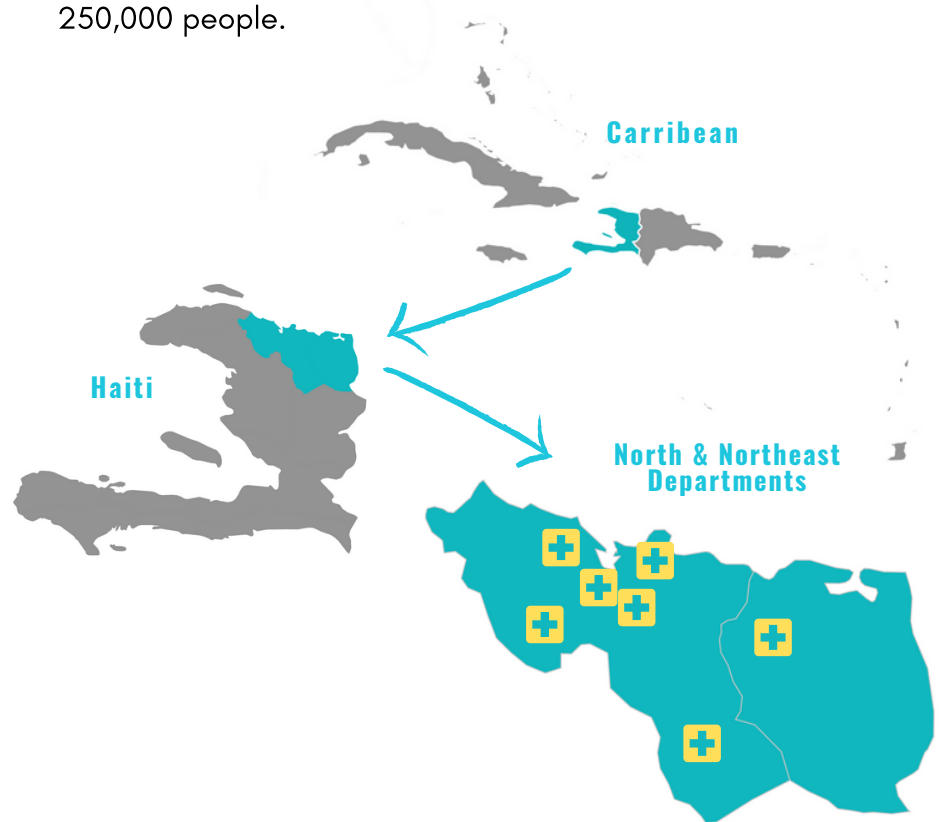 250,000 people.
Carribean
Haiti
North & Northeast
Departments